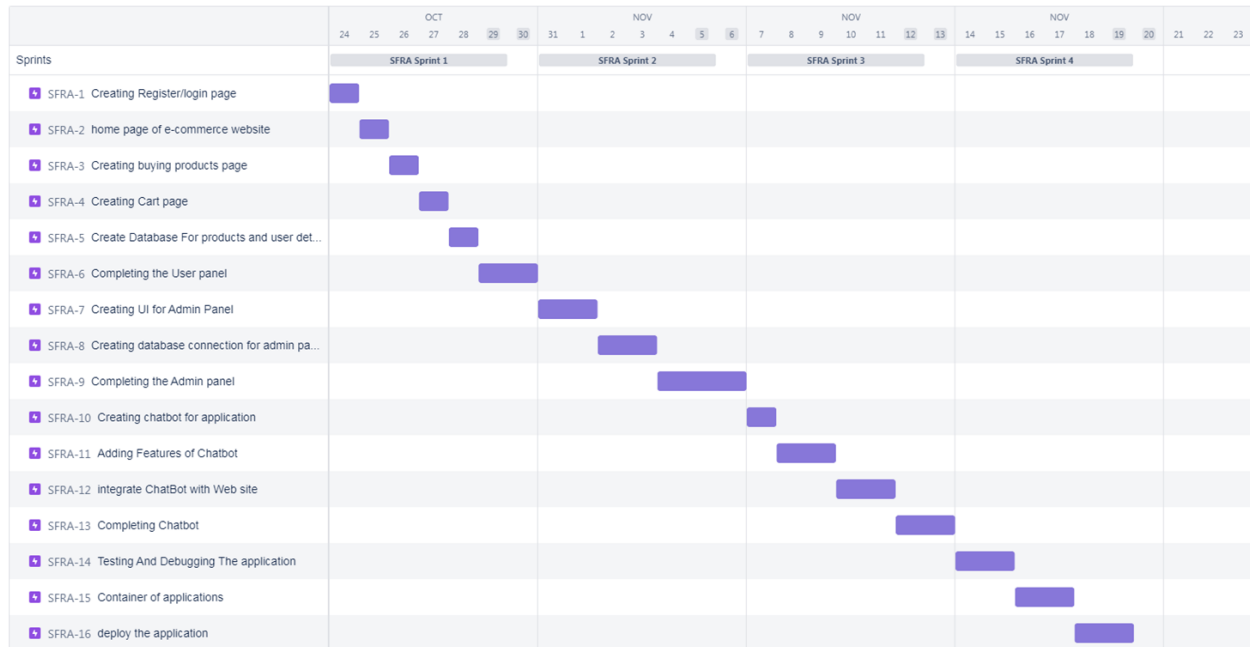 OCT NOV NOV NOV
24 25 26 27 28 29 30 31 1 2 3 4 5 6 7 8 9 10 11 12 13 14 15 16 17 18 19 20 21 22 23
Sprints SFRA Sprint 1 SFRA Sprint 2 SFRA Sprint 3 SFRA Sprint 4
SFRA-1 Creating Register/login page
SFRA-2 home page of e-commerce website
SFRA-3 Creating buying products page
SFRA-4 Creating Cart page
SFRA-5 Create Database For products and user det...
SFRA-6 Completing the User panel
SFRA-7 Creating UI for Admin Panel
SFRA-8 Creating database connection for admin pa...
SFRA-9 Completing the Admin panel
SFRA-10 Creating chatbot for application
SFRA-11 Adding Features of Chatbot
SFRA-12 integrate ChatBot with Web site
SFRA-13 Completing Chatbot
SFRA-14 Testing And Debugging The application
SFRA-15 Container of applications
SFRA-16 deploy the application